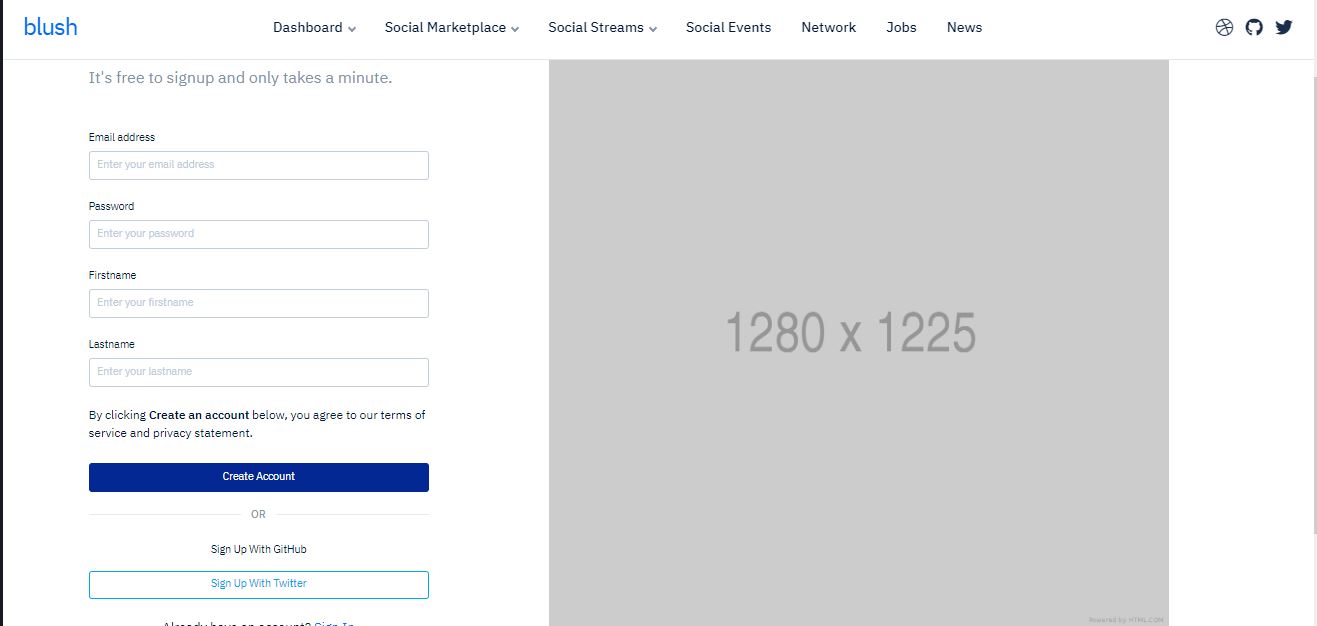 blush
Dashboard
Social Marketplace
Social Streams
Social Events
Network
Jobs
News
It's free to signup and only takes a minute.
Email address
Enter your email address
Password
Enter your password
Firstname
Enter your firstname
Lastname
Enter your lastname
By clicking Create an account below, you agree to our terms of
service and privacy statement.
Create Account
OR
Sign Up With GitHub
Sign Up With Twitter
Already have an account? Sign In
1280 x 1225
Powered by HTML.COM